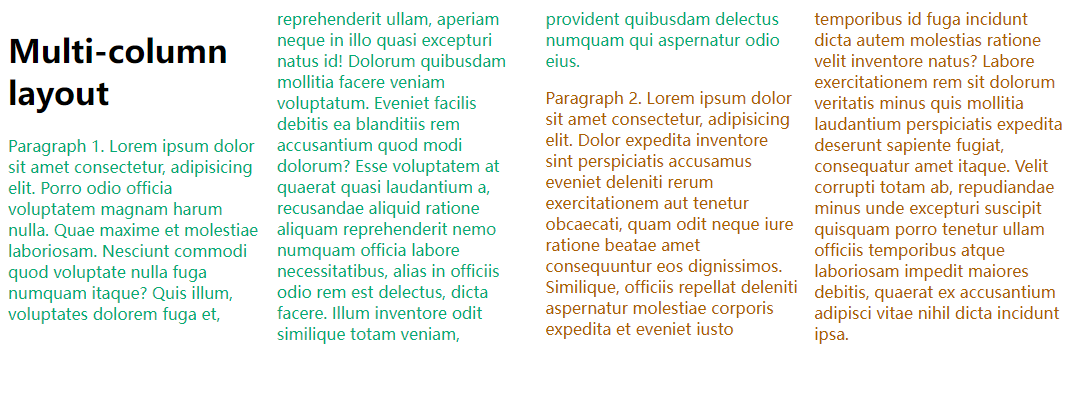 Multi-column
layout
Paragraph 1. Lorem ipsum dolor
sit amet consectetur, adipisicing
elit. Porro odio officia
voluptatem magnam harum
nulla. Quae maxime et molestiae
laboriosam. Nesciunt commodi
quod voluptate nulla fuga
numquam itaque? Quis illum,
voluptates dolorem fuga et,
reprehenderit ullam, aperiam
neque in illo quasi excepturi
natus id! Dolorum quibusdam
mollitia facere veniam
voluptatum. Eveniet facilis
debitis ea blanditiis rem
accusantium quod modi
dolorum? Esse voluptatem at
quaerat quasi laudantium a,
recusandae aliquid ratione
aliquam reprehenderit nemo
numquam officia labore
necessitatibus, alias in officiis
odio rem est delectus, dicta
facere. Illum inventore odit
similique totam veniam,
provident quibusdam delectus
numquam qui aspernatur odio
eius.
Paragraph 2. Lorem ipsum dolor
sit amet consectetur, adipisicing
elit. Dolor expedita inventore
sint perspiciatis accusamus
eveniet deleniti rerum
exercitationem aut tenetur
obcaecati, quam odit neque iure
ratione beatae amet
consequuntur eos dignissimos.
Similique, officiis repellat deleniti
aspernatur molestiae corporis
expedita et eveniet iusto
temporibus id fuga incidunt
dicta autem molestias ratione
velit inventore natus? Labore
exercitationem rem sit dolorum
veritatis minus quis mollitia
laudantium perspiciatis expedita
deserunt sapiente fugiat,
consequatur amet itaque. Velit
corrupti totam ab, repudiandae
minus unde excepturi suscipit
quisquam porro tenetur ullam
officiis temporibus atque
laboriosam impedit maiores
debitis, quaerat ex accusantium
adipisci vitae nihil dicta incidunt
ipsa.